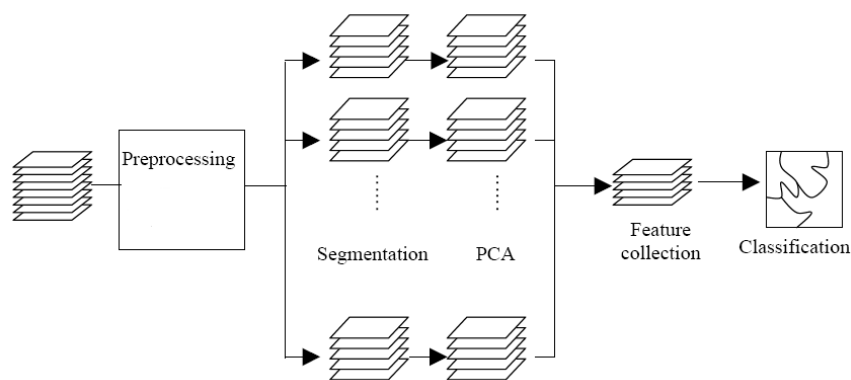 Preprocessing
Segmentation
PCA
Feature
collection
Classification